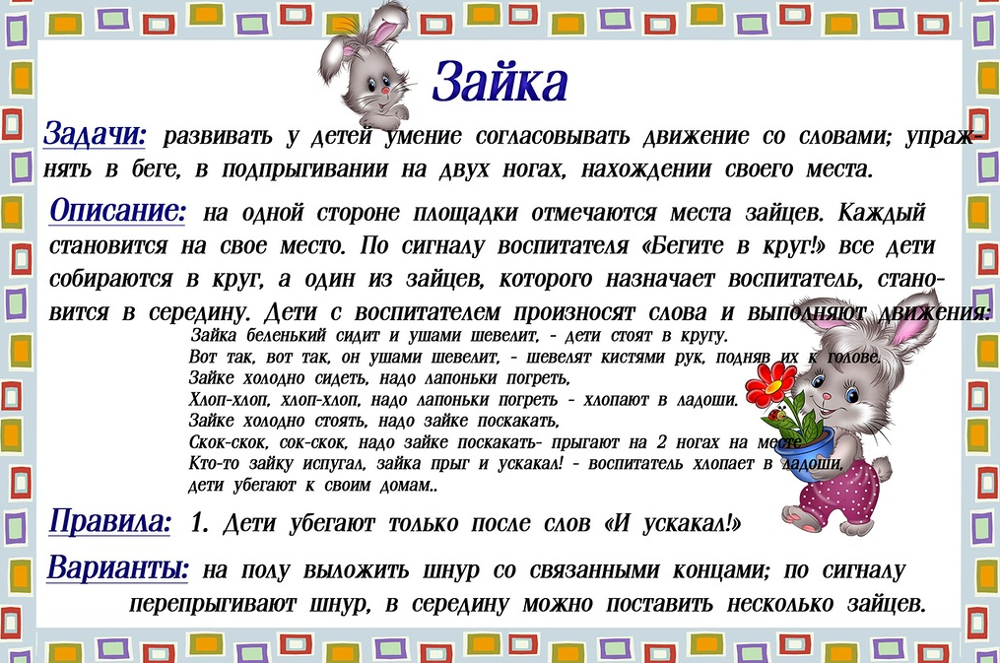 Зайка
Задачи: развивать у детей умение согласовывать движение со словами; упраж-
нять в беге, в подпрыгивании на двух ногах, нахождении своего места.
Описание: на одной стороне площадки отмечаются места зайцев. Каждый
становится на свое место. По сигналу воспитателя «Бегите в круг!» все дети
собираются в круг, а один из зайцев, которого назначает воспитатель, стано-
вится в середину. Дети с воспитателем произносят слова и выполняют движения:
Зайка беленький сидит и ушами шевелит, - дети стоят в кругу.
Вот так, вот так, он ушами шевелит, - шевелят кистями рук, подняв их к голове.
Зайке холодно сидеть, надо лапоньки погреть,
Хлоп-хлоп, хлоп-хлоп, надо лапоньки погреть - хлопают в ладоши.
Зайке холодно стоять, надо зайке поскакать,
Скок-скок, сок-скок, надо зайке поскакать- прыгают на 2 ногах на месте
Кто-то зайку испугал, зайка прыг и ускакал! - воспитатель хлопает в ладоши,
дети убегают к своим домам..
Правила: 1. Дети убегают только после слов «И ускакал!»
Варианты: на полу выложить шнур со связанными концами; по сигналу
перепрыгивают шнур, в середину можно поставить несколько зайцев.